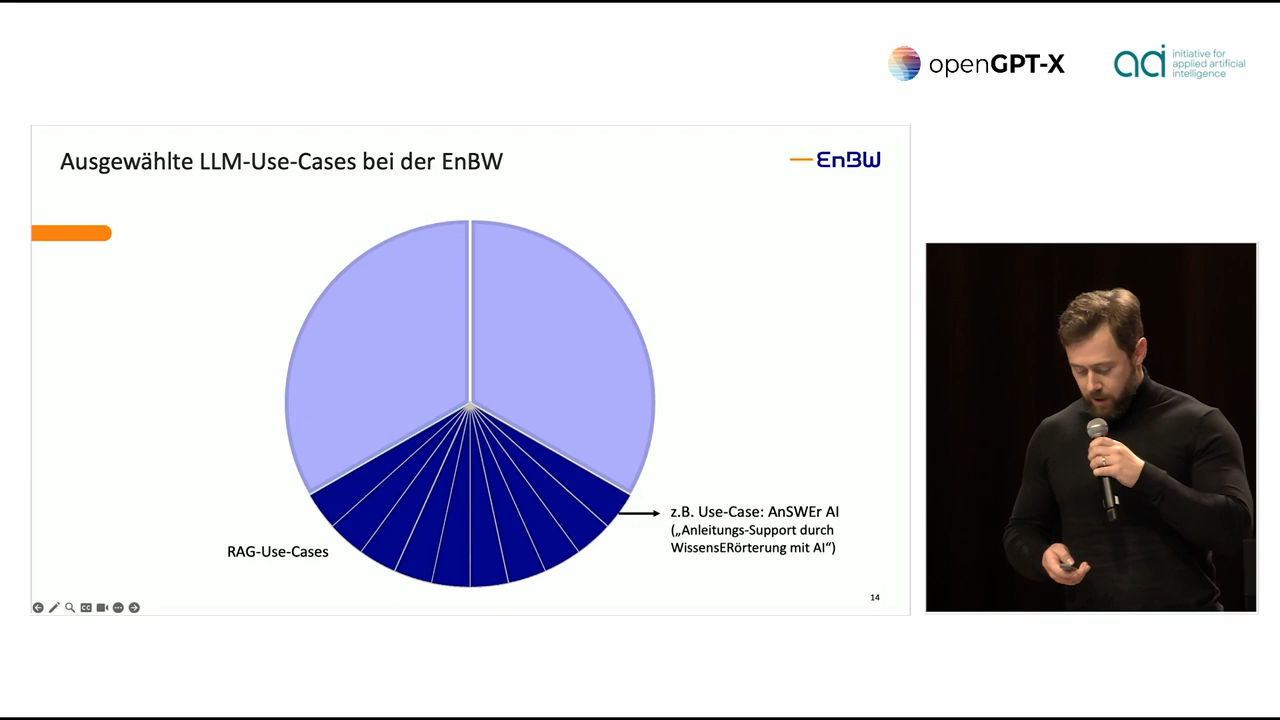 openGPT-X
initiative for
applied artificial
intelligence
Ausgewählte LLM-Use-Cases bei der EnBW
EnBW
z.B. Use-Case: AnSWEr AI
(„Anleitungs-Support durch
WissensERörterung mit AI“)
RAG-Use-Cases
14